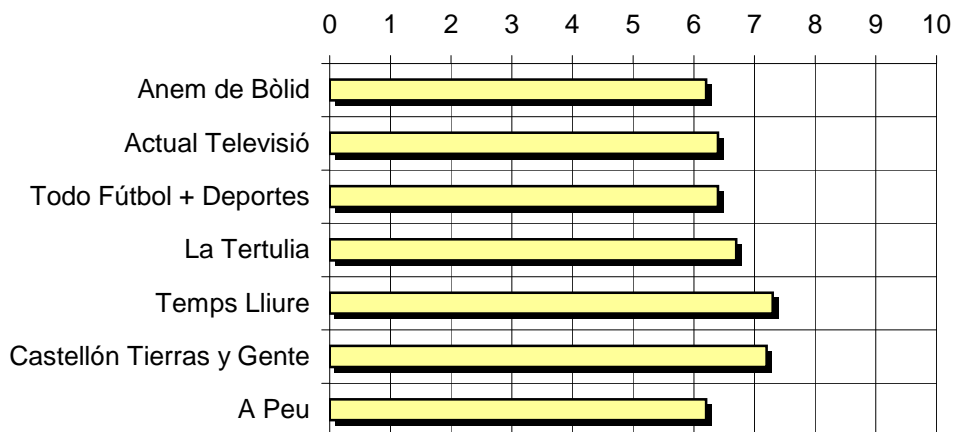 0 1 2 3 4 5 6 7 8 9 10
Anem de Bòlid
Actual Televisió
Todo Fútbol + Deportes
La Tertulia
Temps Lliure
Castellón Tierras y Gente
A Peu